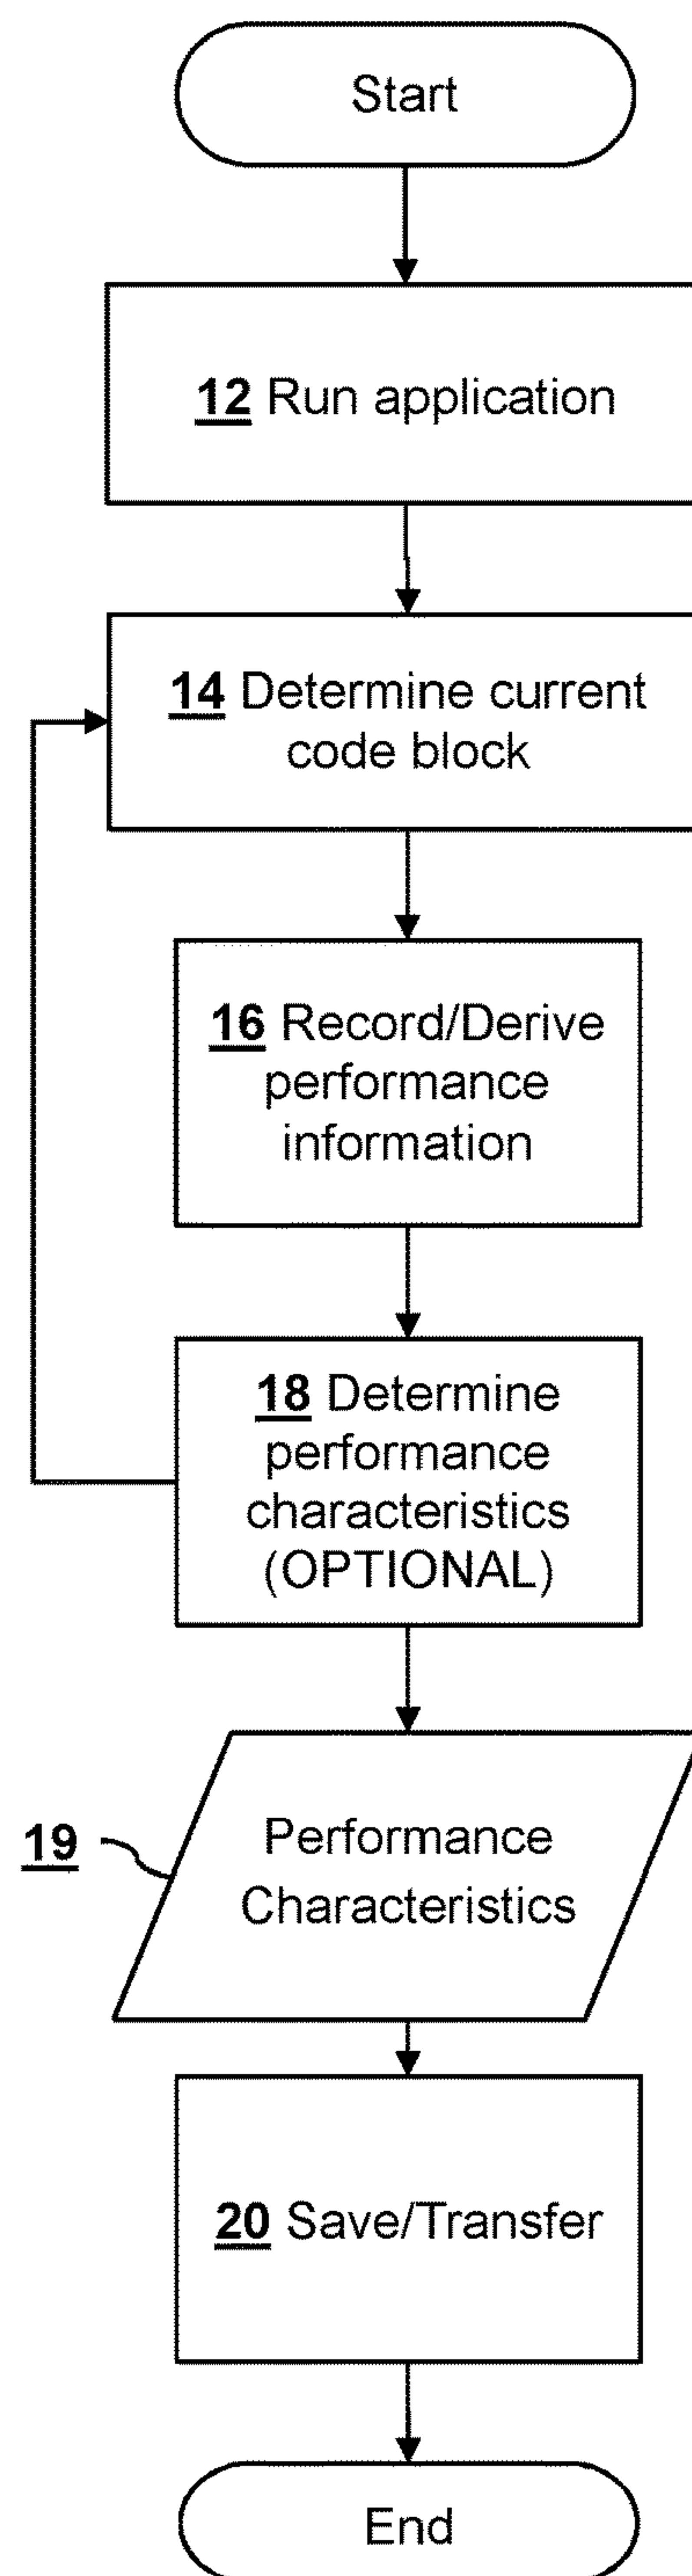 Start
12 Run application
14 Determine current
code block
16 Record/Derive
performance
information
18 Determine
performance
characteristics
(OPTIONAL)
19
Performance
Characteristics
20 Save/Transfer
End